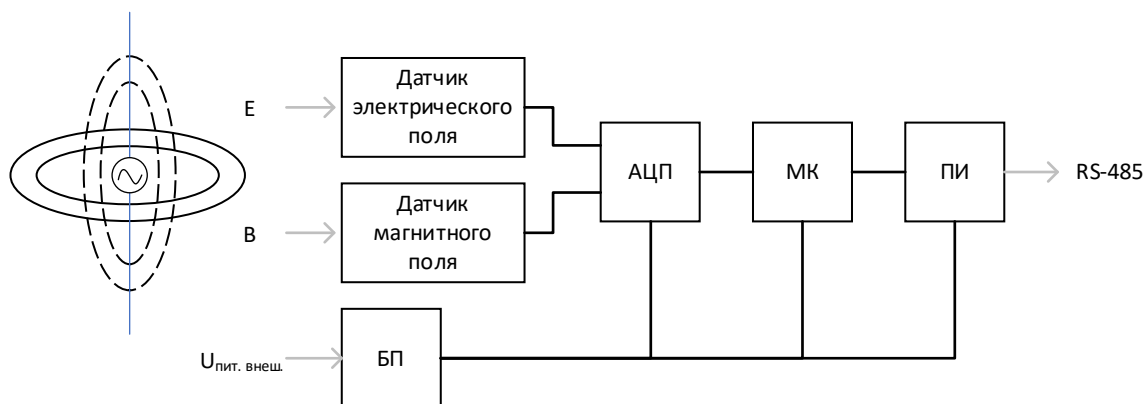 Датчик
электрического
поля
E
АЦП
МК
ПИ
RS-485
Датчик
магнитного
поля
B
БП
Uпит. внеш.